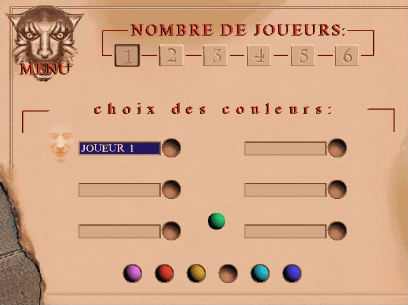 NOMBRE DE JOUEURS:
1 2 3 4 5 6
MENU
choix des couleurs:
JOUEUR 1